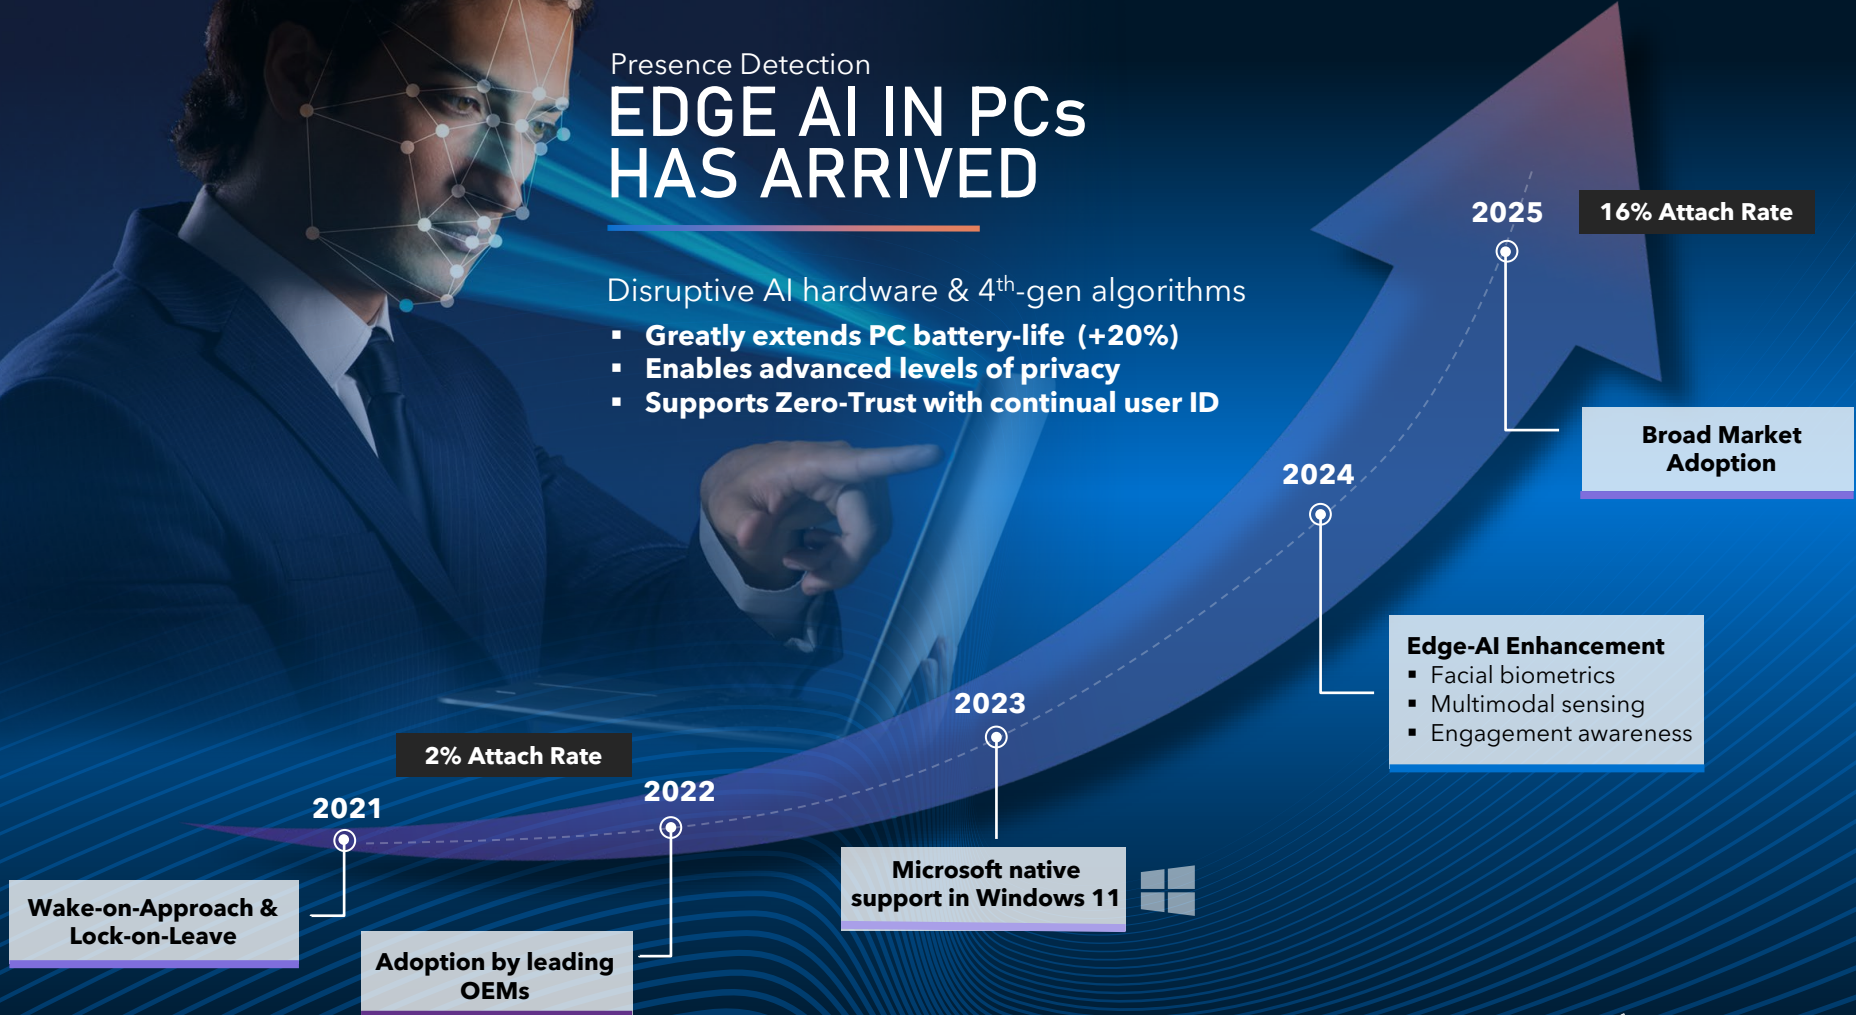 Presence Detection
EDGE AI IN PCs
HAS ARRIVED
Disruptive AI hardware & 4th-gen algorithms
▪ Greatly extends PC battery-life (+20%)
▪ Enables advanced levels of privacy
▪ Supports Zero-Trust with continual user ID
2021
Wake-on-Approach &
Lock-on-Leave
2% Attach Rate
2022
Adoption by leading
OEMs
2023
Microsoft native
support in Windows 11
2024
Edge-AI Enhancement
▪ Facial biometrics
▪ Multimodal sensing
▪ Engagement awareness
2025
16% Attach Rate
Broad Market
Adoption